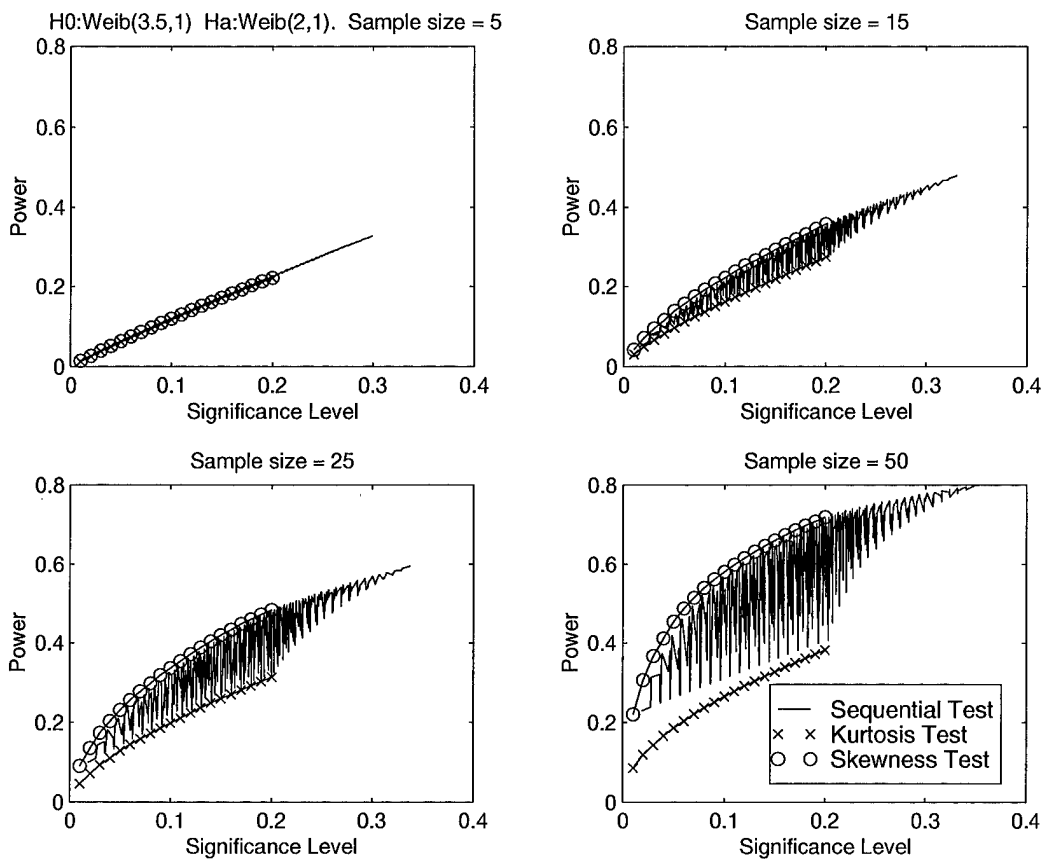 H0:Weib(3.5,1) Ha:Weib(2,1). Sample size = 5
0.8
0.6
0.4
0.2
0
Power
0 0.1 0.2 0.3 0.4
Significance Level
Sample size = 15
0.8
0.6
0.4
0.2
0
Power
0 0.1 0.2 0.3 0.4
Significance Level
Sample size = 25
0.8
0.6
0.4
0.2
0
Power
0 0.1 0.2 0.3 0.4
Significance Level
Sample size = 50
0.8
0.6
0.4
0.2
0
Power
0 0.1 0.2 0.3 0.4
Significance Level
Sequential Test
Kurtosis Test
Skewness Test